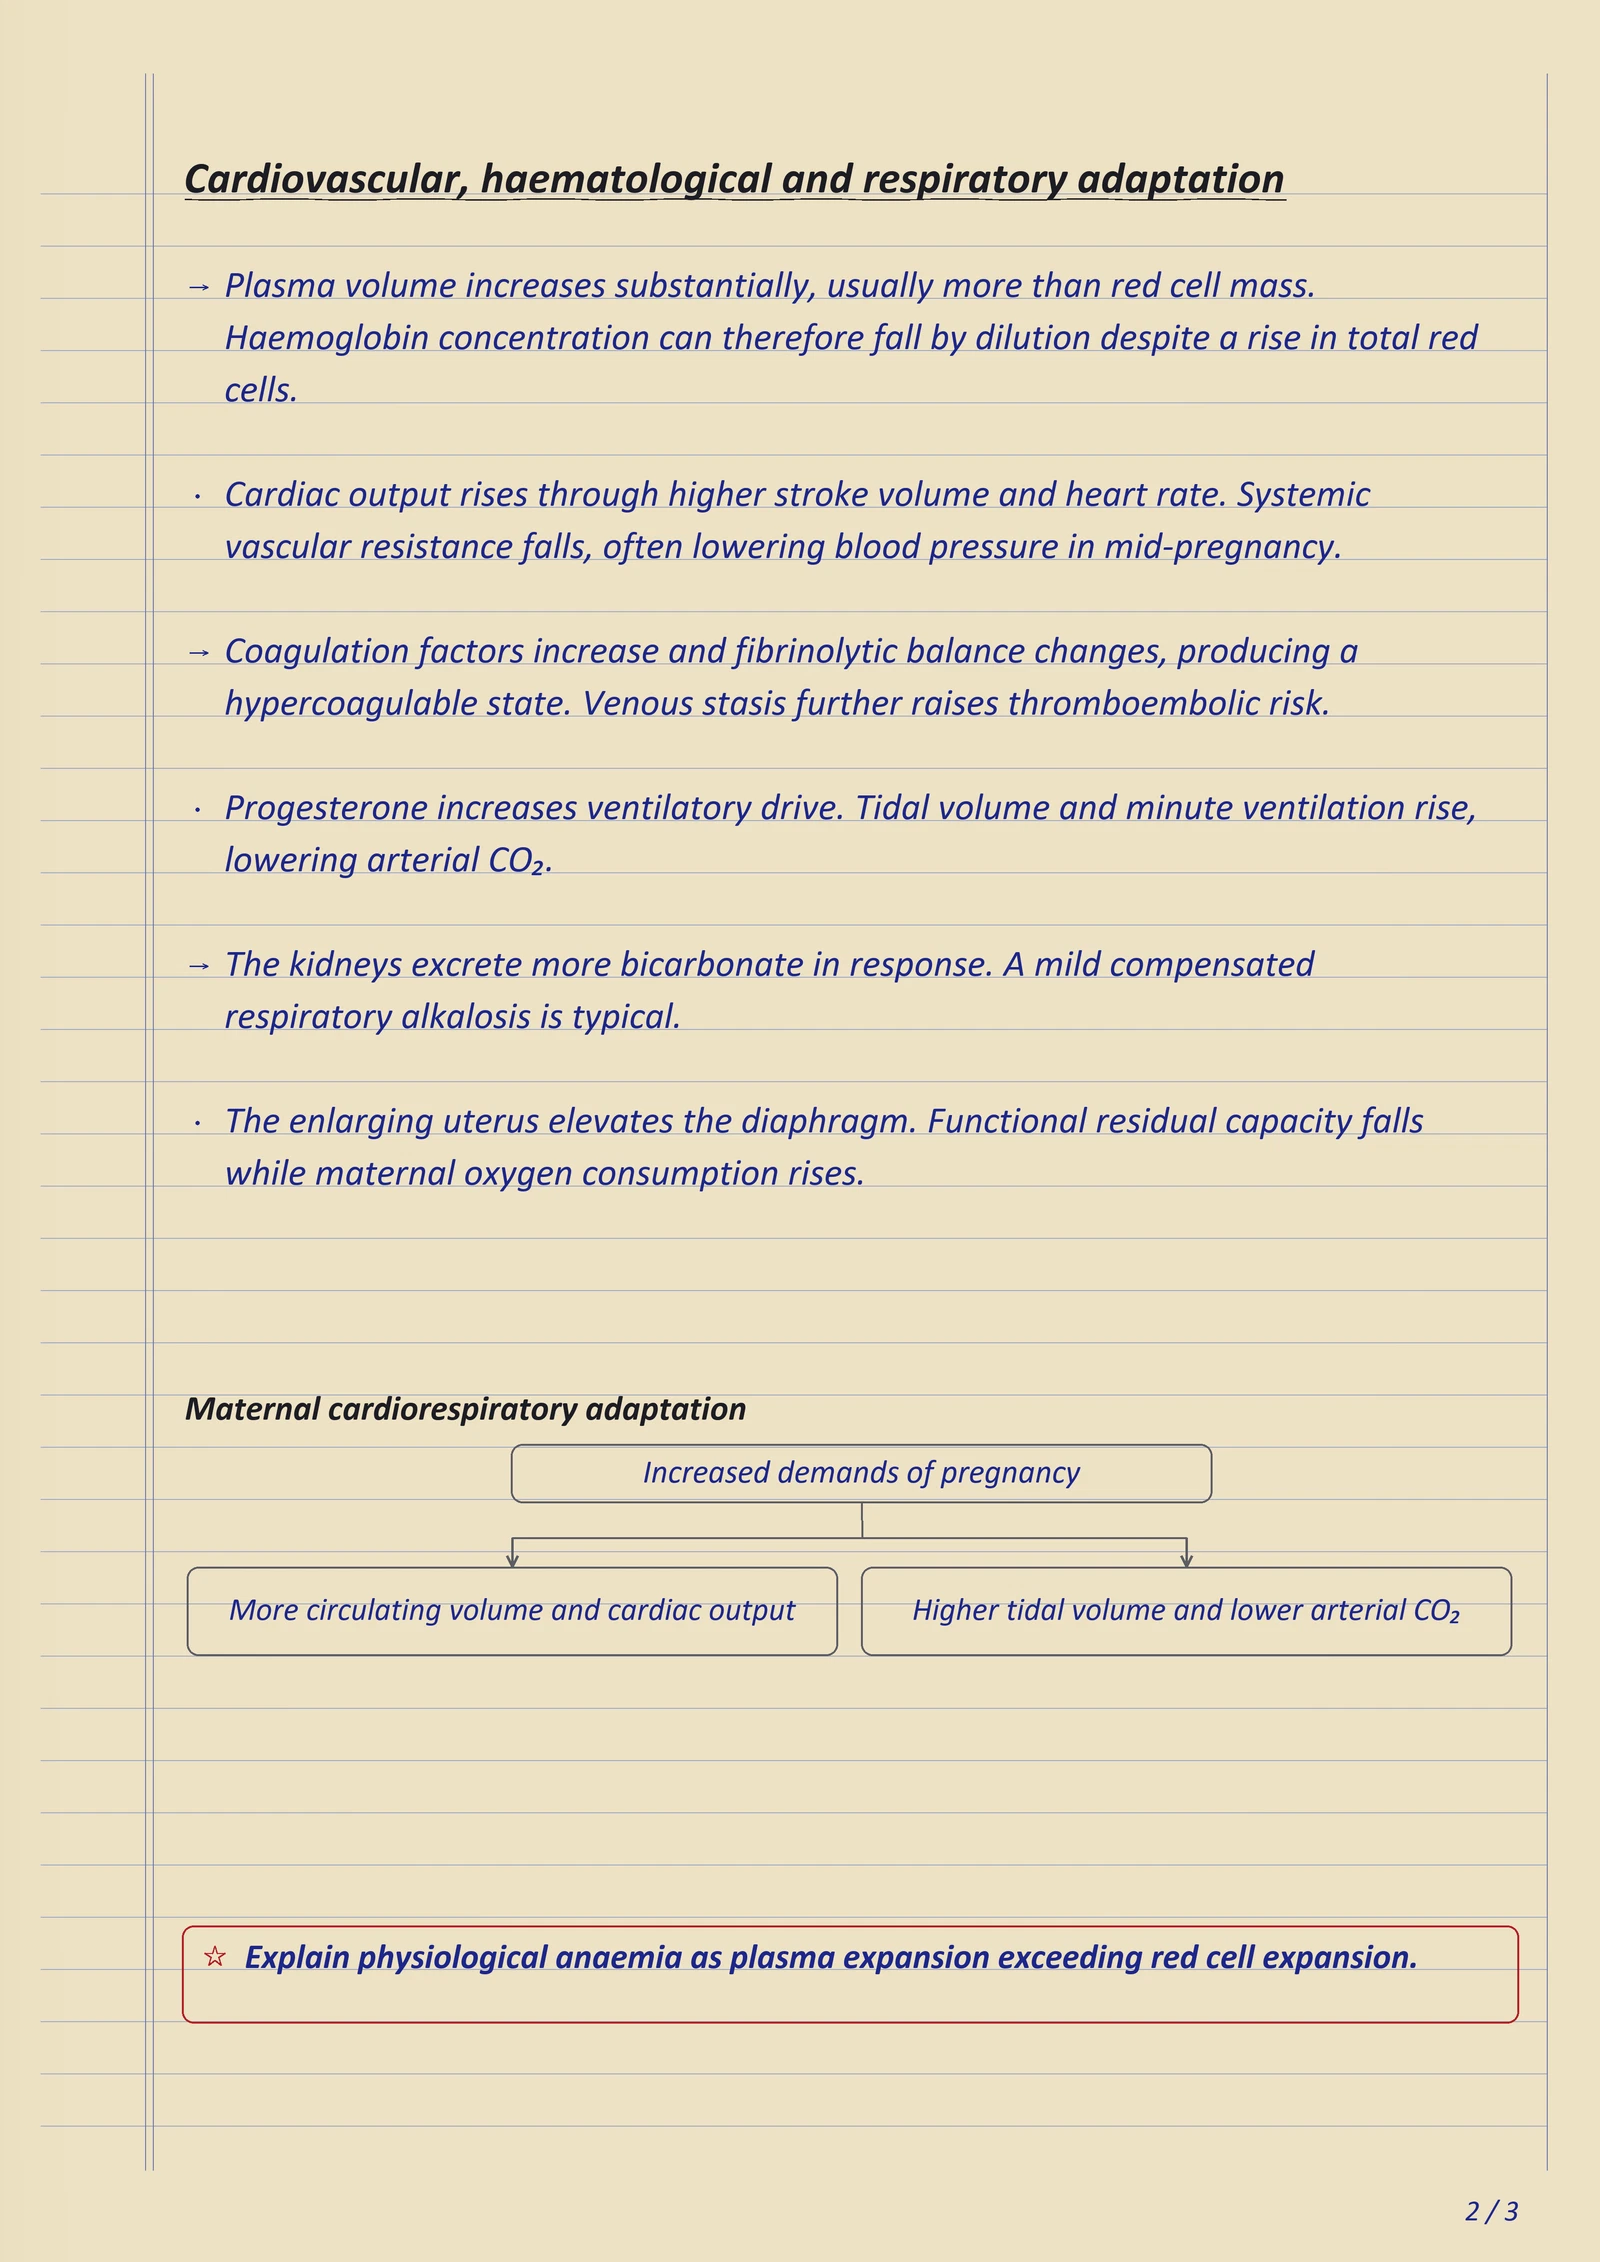 Cardiovascular, haematological and respiratory adaptation
→ Plasma volume increases substantially, usually more than red cell mass.
Haemoglobin concentration can therefore fall by dilution despite a rise in total red
cells.
· Cardiac output rises through higher stroke volume and heart rate. Systemic
vascular resistance falls, often lowering blood pressure in mid-pregnancy.
→ Coagulation factors increase and fibrinolytic balance changes, producing a
hypercoagulable state. Venous stasis further raises thromboembolic risk.
· Progesterone increases ventilatory drive. Tidal volume and minute ventilation rise,
lowering arterial CO₂.
→ The kidneys excrete more bicarbonate in response. A mild compensated
respiratory alkalosis is typical.
· The enlarging uterus elevates the diaphragm. Functional residual capacity falls
while maternal oxygen consumption rises.
Maternal cardiorespiratory adaptation
Increased demands of pregnancy
More circulating volume and cardiac output
Higher tidal volume and lower arterial CO₂
☆ Explain physiological anaemia as plasma expansion exceeding red cell expansion.
2 / 3